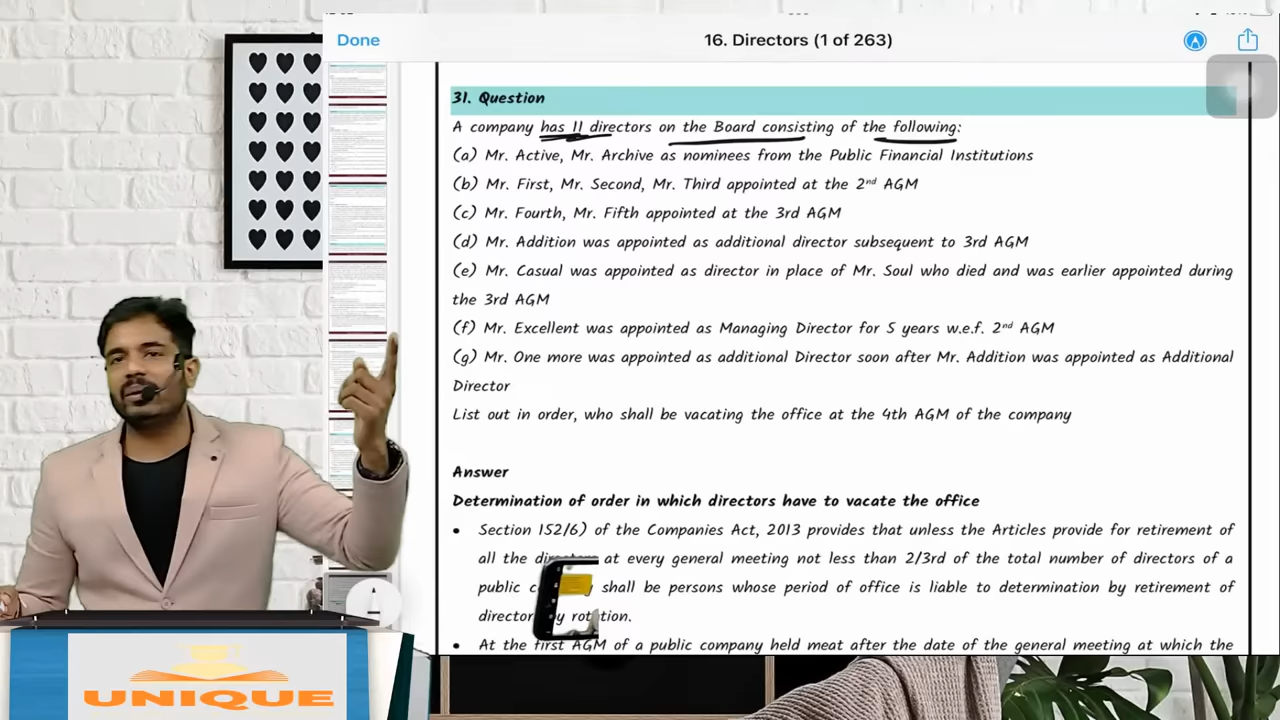 Done
16. Directors (1 of 263)
31. Question
A company has 11 directors on the Board consisting of the following:
(a) Mr. Active, Mr. Archive as nominees from the Public Financial Institutions
(b) Mr. First, Mr. Second, Mr. Third appointed at the 2nd AGM
(c) Mr. Fourth, Mr. Fifth appointed at the 3rd AGM
(d) Mr. Addition was appointed as additional director subsequent to 3rd AGM
(e) Mr. Casual was appointed as director in place of Mr. Soul who died and was earlier appointed during
the 3rd AGM
(f) Mr. Excellent was appointed as Manag Director for 5 years w.e.f. 2nd AGM
(g) Mr. One more was appointed as additional Director soon after Mr. Addition was appointed as Additional
Director
List out in order, who shall be vacating the office at the 4th AGM of the company
Answer
Determination of order in which directors have to vacate the office
• Section 152/6) of the Companies Act, 2013 provides that unless the Articles provide for retirement of
all the at every general meeting not less than 2/3rd of the total number of directors of a
public shall be persons whose period of office is liable to determination by retirement of
director by rotation.
• At the first AGM of a public company held meat after the date of the general meeting at which the
UNIQUE